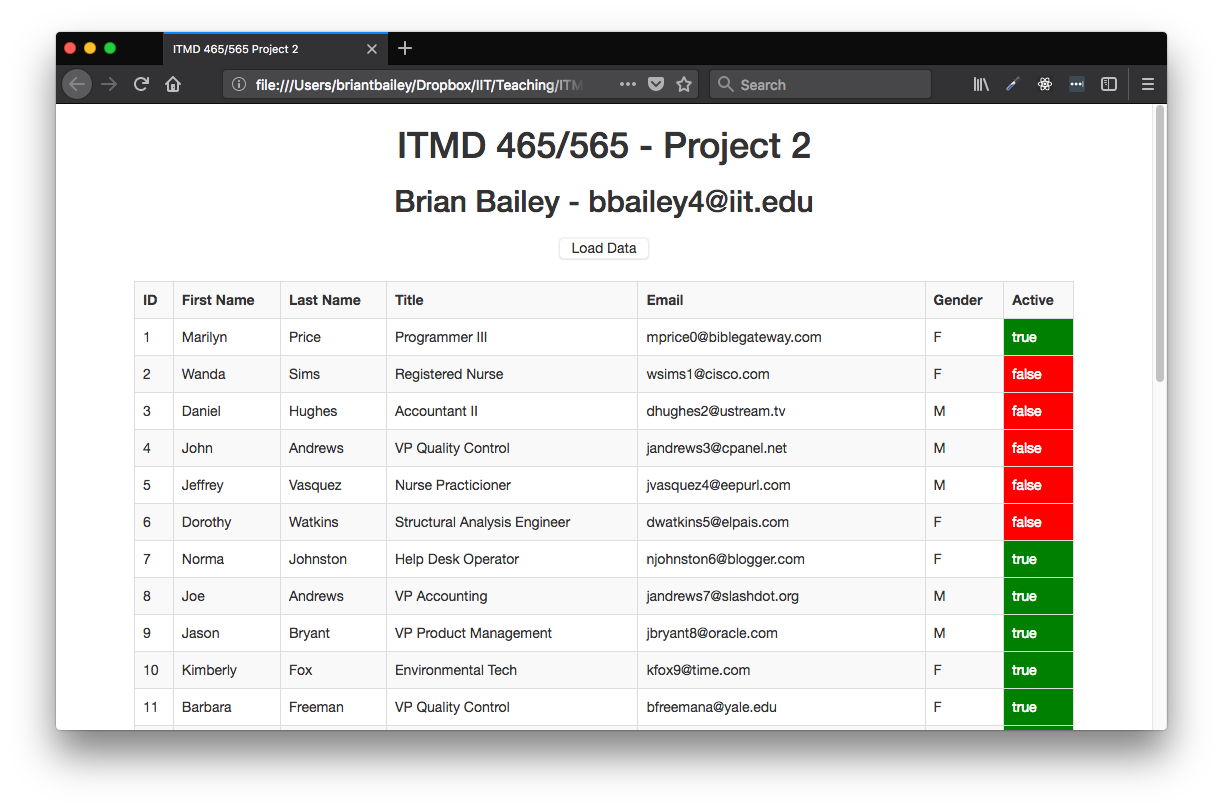 ITMD 465/565 Project 2
file:///Users/briantbailey/Dropbox/IIT/Teaching/ITM
Search
ITMD 465/565 - Project 2
Brian Bailey - bbailey4@iit.edu
Load Data
ID First Name Last Name Title Email Gender Active
1 Marilyn Price Programmer III mprice0@biblegateway.com F true
2 Wanda Sims Registered Nurse wsims1@cisco.com F false
3 Daniel Hughes Accountant II dhughes2@ustream.tv M false
4 John Andrews VP Quality Control jandrews3@cpanel.net M false
5 Jeffrey Vasquez Nurse Practicioner jvasquez4@eepurl.com M false
6 Dorothy Watkins Structural Analysis Engineer dwatkins5@elpais.com F false
7 Norma Johnston Help Desk Operator njohnston6@blogger.com F true
8 Joe Andrews VP Accounting jandrews7@slashdot.org M true
9 Jason Bryant VP Product Management jbryant8@oracle.com M true
10 Kimberly Fox Environmental Tech kfox9@time.com F true
11 Barbara Freeman VP Quality Control bfreemana@yale.edu F true